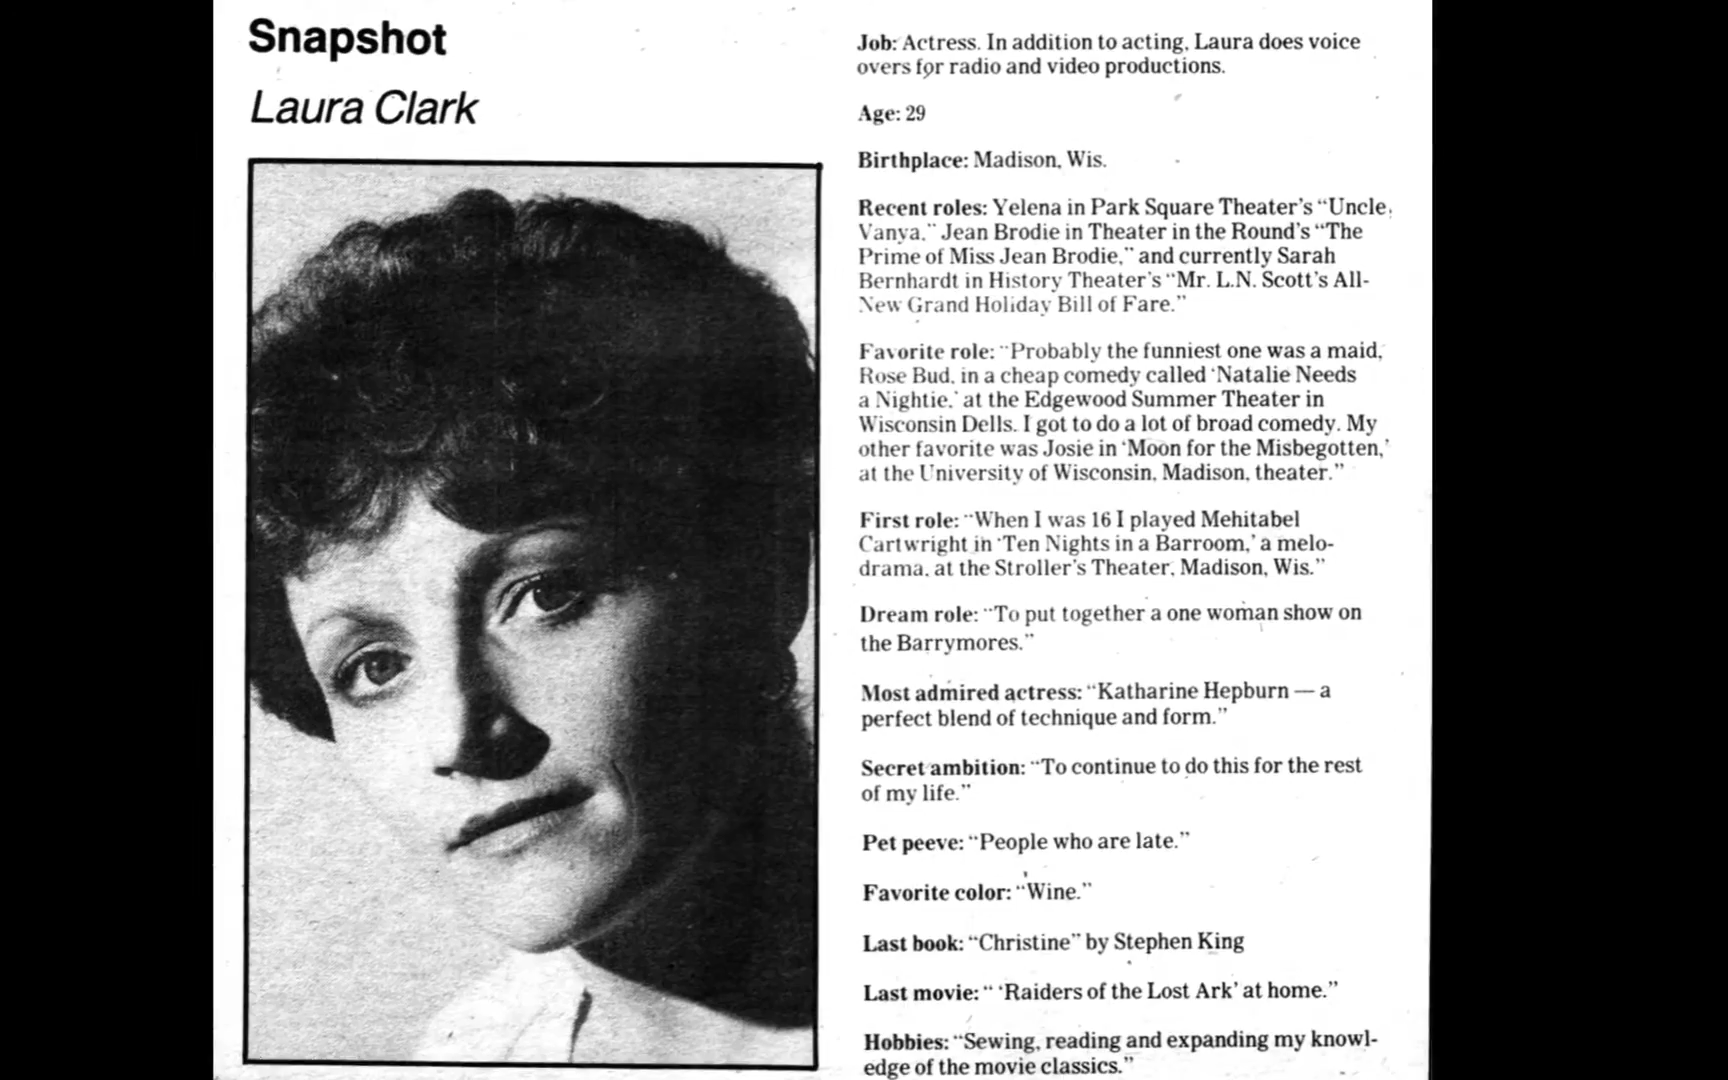 Snapshot
Laura Clark
Job: Actress. In addition to acting, Laura does voice
overs for radio and video productions.
Age: 29
Birthplace: Madison, Wis.
Recent roles: Yelena in Park Square Theater's “Uncle
Vanya,” Jean Brodie in Theater in the Round's “The
Prime of Miss Jean Brodie,” and currently Sarah
Bernhardt in History Theater's “Mr. L.N. Scott's All-
New Grand Holiday Bill of Fare.”
Favorite role: “Probably the funniest one was a maid,
Rose Bud, in a cheap comedy called ‘Natalie Needs
a Nightie,’ at the Edgewood Summer Theater in
Wisconsin Dells. I got to do a lot of broad comedy. My
other favorite was Josie in ‘Moon for the Misbegotten,’
at the University of Wisconsin, Madison, theater.”
First role: “When I was 16 I played Mehitabel
Cartwright in ‘Ten Nights in a Barroom,’ a melo-
drama, at the Stroller's Theater, Madison, Wis.”
Dream role: “To put together a one woman show on
the Barrymores.”
Most admired actress: “Katharine Hepburn — a
perfect blend of technique and form.”
Secret ambition: “To continue to do this for the rest
of my life.”
Pet peeve: “People who are late.”
Favorite color: “Wine.”
Last book: “Christine” by Stephen King
Last movie: “ ‘Raiders of the Lost Ark’ at home.”
Hobbies: “Sewing, reading and expanding my knowl-
edge of the movie classics.”